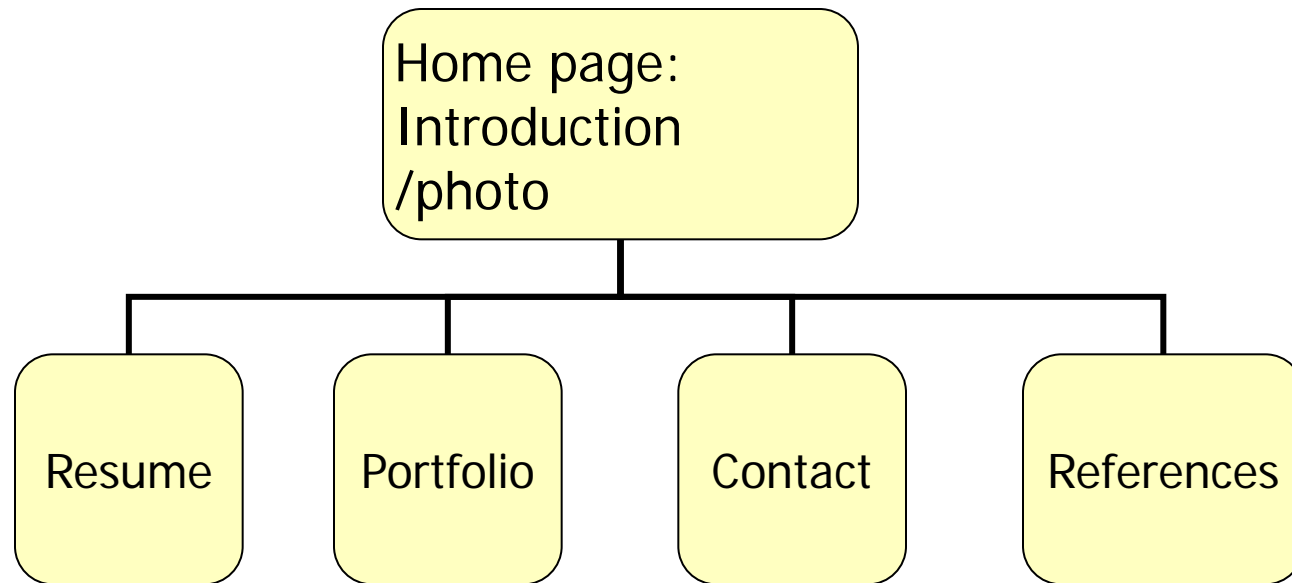 Home page:
Introduction
/photo
Resume
Portfolio
Contact
References